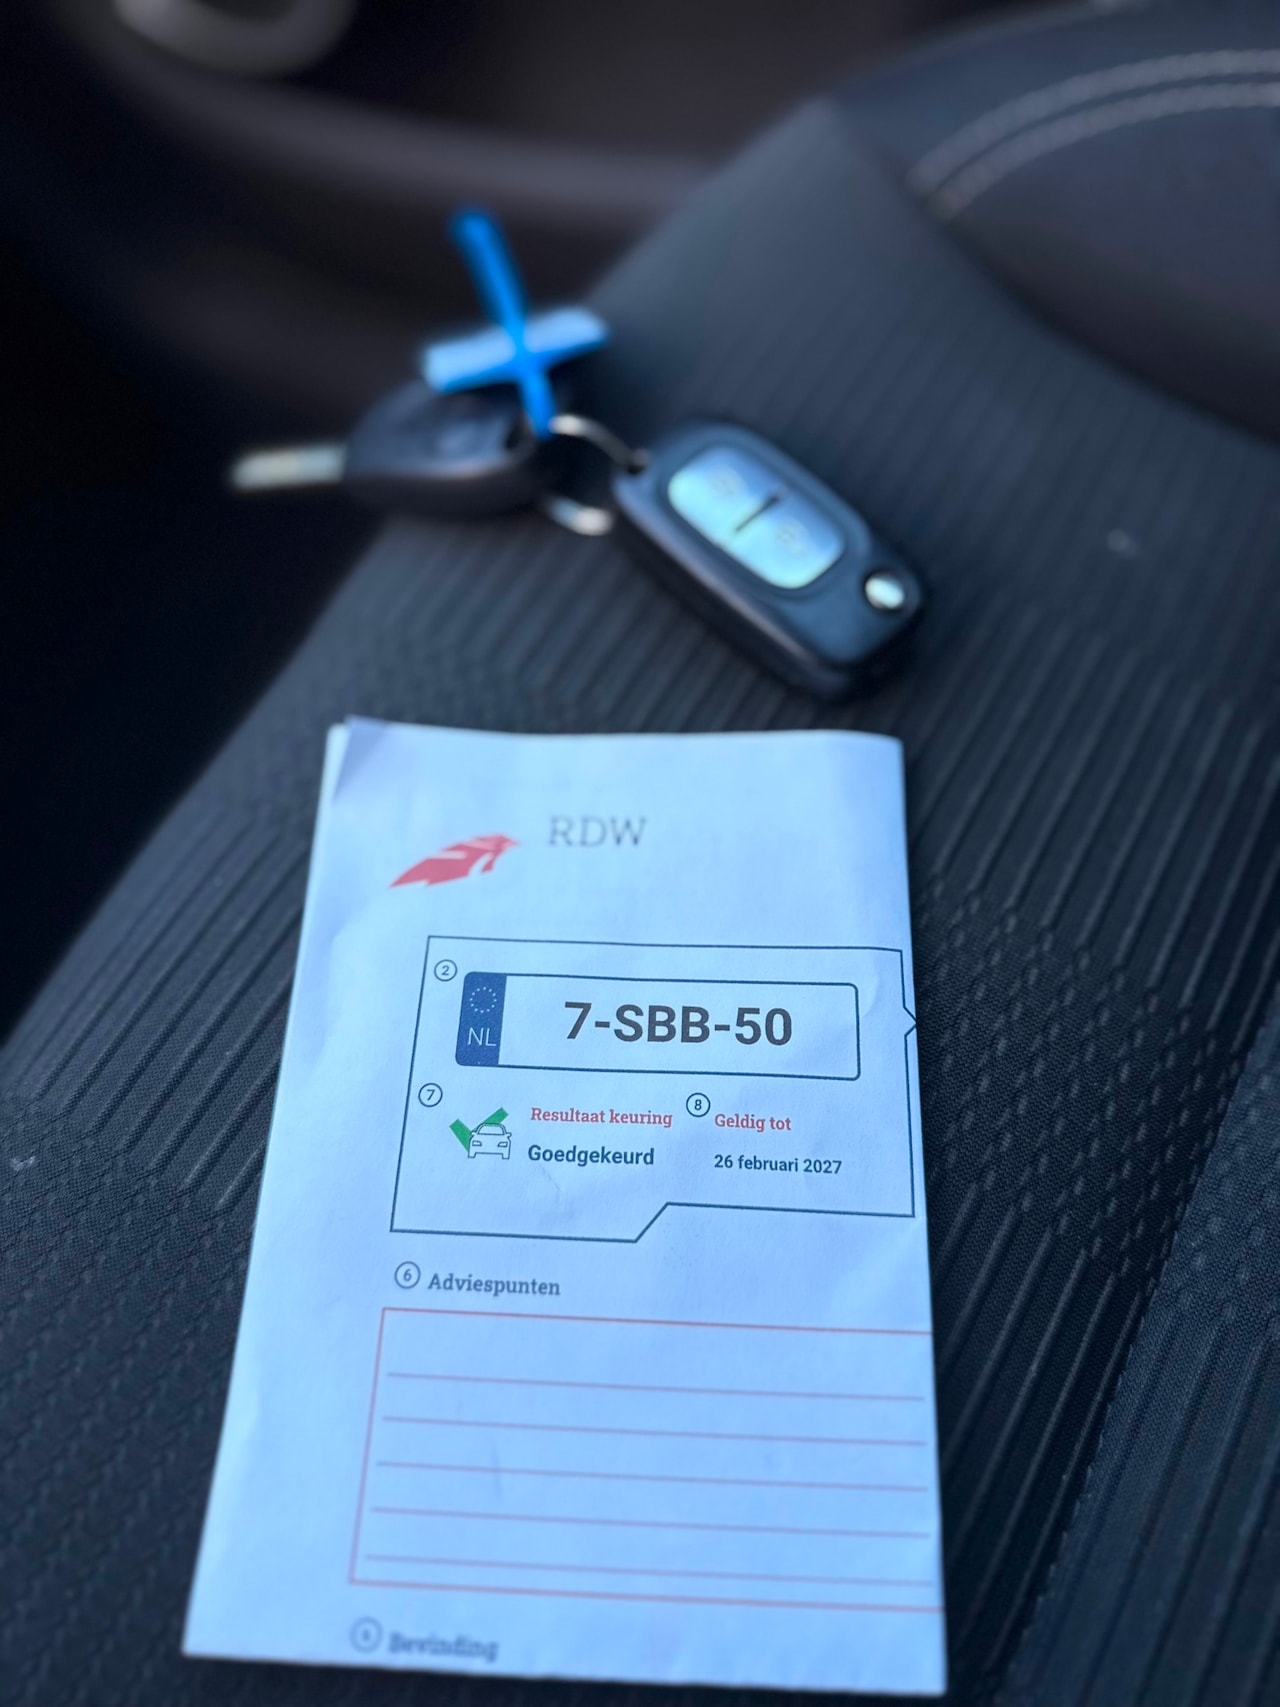 RDW
2
NL 7-SBB-50
7 Resultaat keuring 8 Geldig tot
Goedgekeurd 26 februari 2027
6 Adviespunten
Bevinding